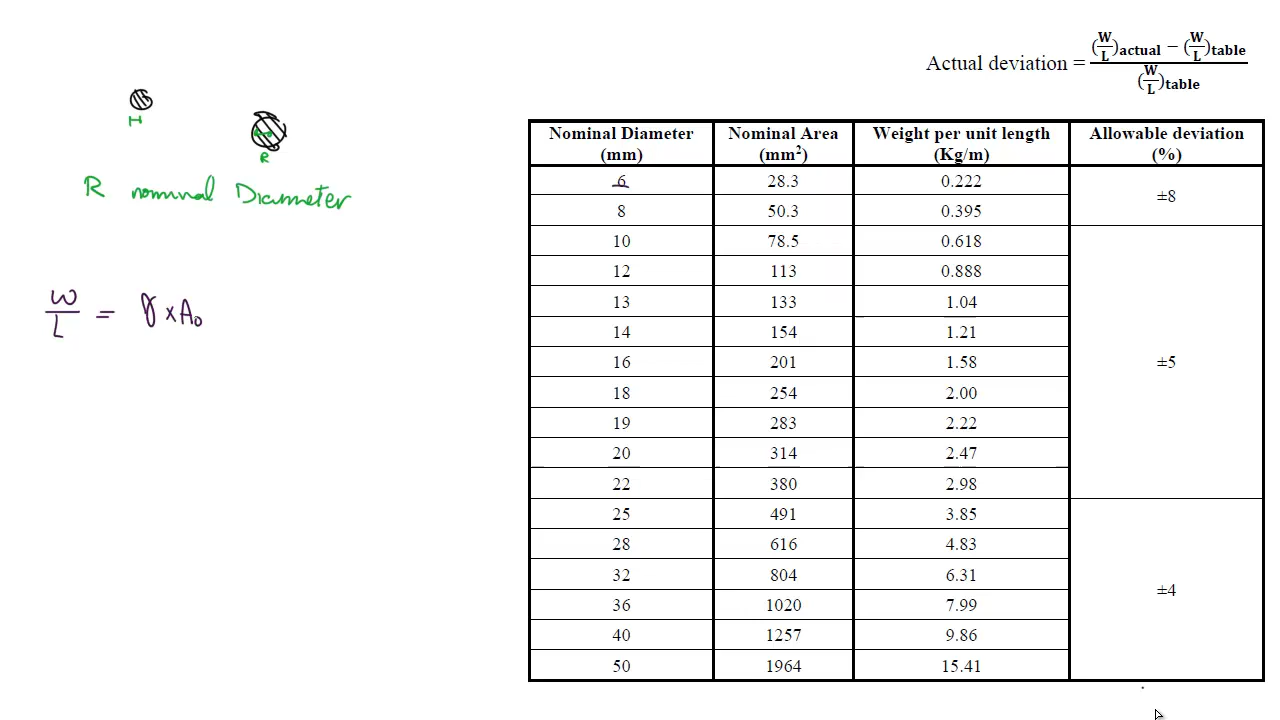 Actual deviation = ((W/L)actual − (W/L)table) / (W/L)table
H
R
R nominal Diameter
W/L = γ × A₀
Nominal Diameter (mm) Nominal Area (mm²) Weight per unit length (Kg/m) Allowable deviation (%)
6 28.3 0.222 ±8
8 50.3 0.395
10 78.5 0.618 ±5
12 113 0.888
13 133 1.04
14 154 1.21
16 201 1.58
18 254 2.00
19 283 2.22
20 314 2.47
22 380 2.98
25 491 3.85 ±4
28 616 4.83
32 804 6.31
36 1020 7.99
40 1257 9.86
50 1964 15.41